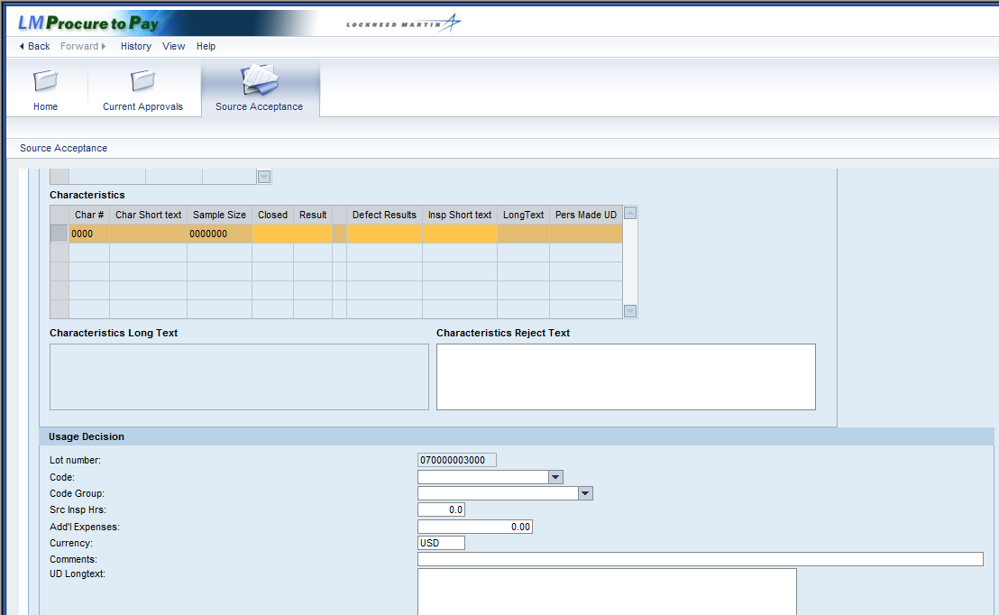 LM Procure to Pay LOCKHEED MARTIN
Back Forward History View Help
Home Current Approvals Source Acceptance
Source Acceptance
Characteristics
Char # Char Short text Sample Size Closed Result Defect Results Insp Short text LongText Pers Made UD
0000 0000000
Characteristics Long Text Characteristics Reject Text
Usage Decision
Lot number: 070000003000
Code:
Code Group:
Src Insp Hrs: 0.0
Add'l Expenses: 0.00
Currency: USD
Comments:
UD Longtext: